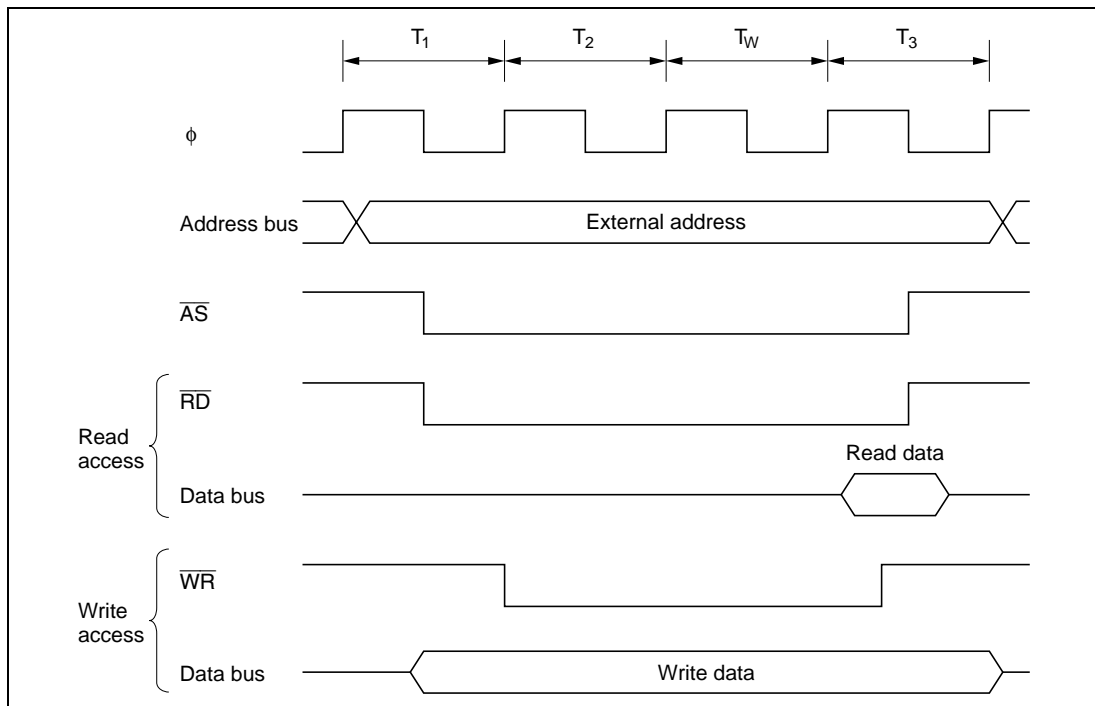 T1 T2 TW T3
ϕ
Address bus External address
AS
RD
Read access
Read data
Data bus
WR
Write access
Data bus Write data